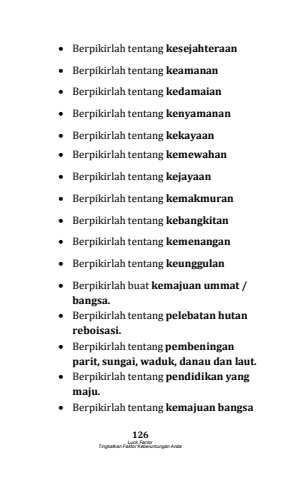 • Berpikirlah tentang kesejahteraan
• Berpikirlah tentang keamanan
• Berpikirlah tentang kedamaian
• Berpikirlah tentang kenyamanan
• Berpikirlah tentang kekayaan
• Berpikirlah tentang kemewahan
• Berpikirlah tentang kejayaan
• Berpikirlah tentang kemakmuran
• Berpikirlah tentang kebangkitan
• Berpikirlah tentang kemenangan
• Berpikirlah tentang keunggulan
• Berpikirlah buat kemajuan ummat /
bangsa.
• Berpikirlah tentang pelebatan hutan
reboisasi.
• Berpikirlah tentang pembeningan
parit, sungai, waduk, danau dan laut.
• Berpikirlah tentang pendidikan yang
maju.
• Berpikirlah tentang kemajuan bangsa
126
Luck Factor
Tingkatkan Faktor Keberuntungan Anda